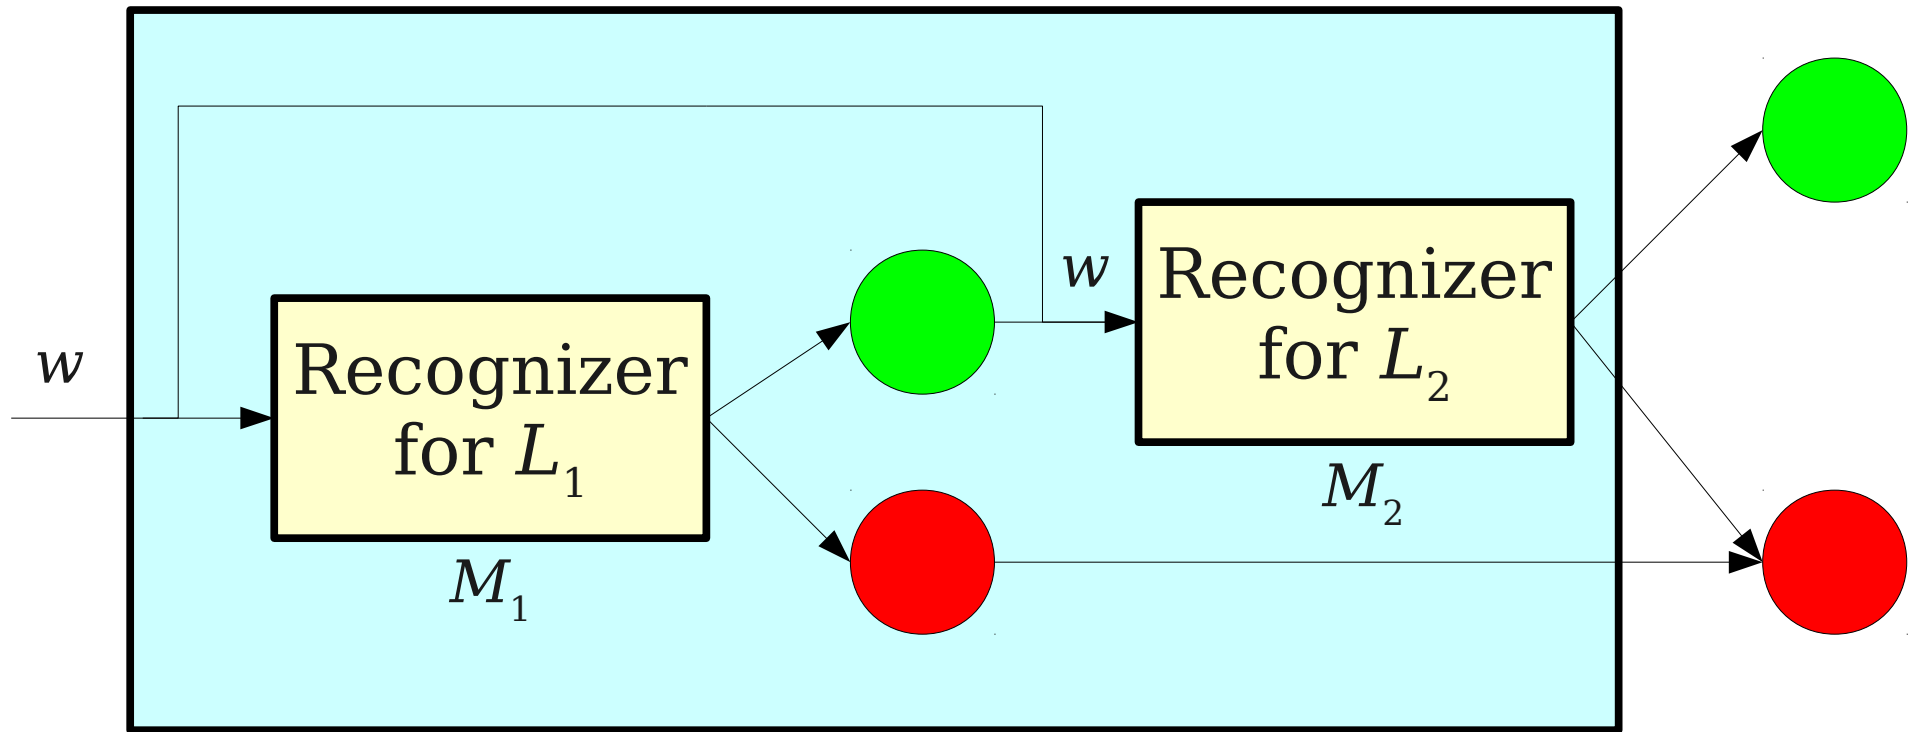 w
Recognizer
for L₁
M₁
w
Recognizer
for L₂
M₂